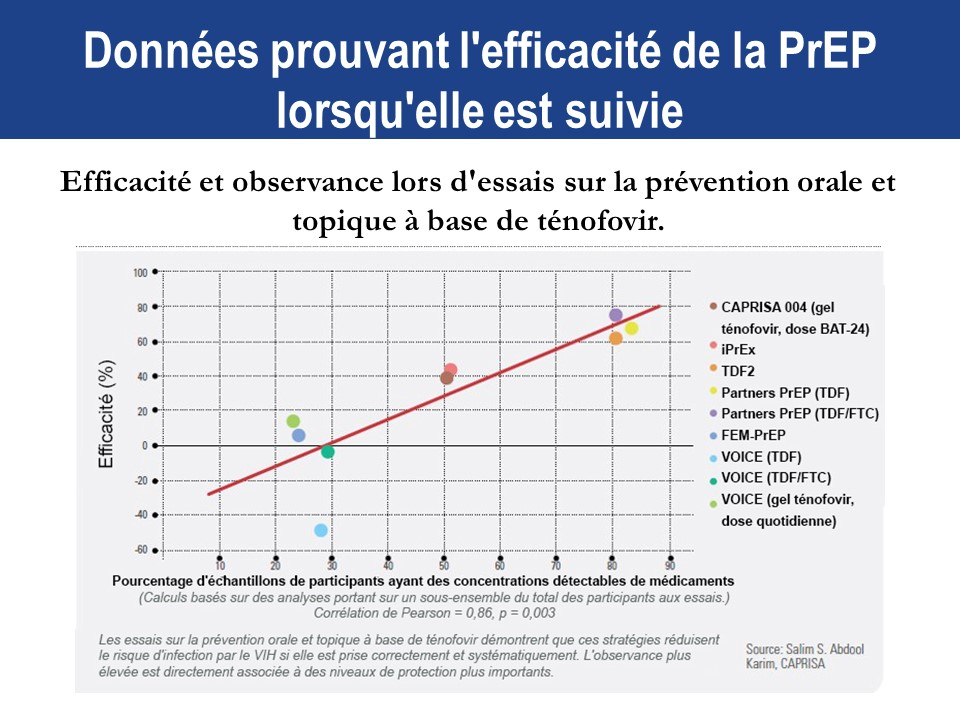 Données prouvant l'efficacité de la PrEP
lorsqu'elle est suivie
Efficacité et observance lors d'essais sur la prévention orale et
topique à base de ténofovir.
Efficacité (%)
100
80
60
40
20
0
-20
-40
-60
10 20 30 40 50 60 70 80 90
CAPRISA 004 (gel
ténofovir, dose BAT-24)
iPrEx
TDF2
Partners PrEP (TDF)
Partners PrEP (TDF/FTC)
FEM-PrEP
VOICE (TDF)
VOICE (TDF/FTC)
VOICE (gel ténofovir,
dose quotidienne)
Pourcentage d'échantillons de participants ayant des concentrations détectables de médicaments
(Calculs basés sur des analyses portant sur un sous-ensemble du total des participants aux essais.)
Corrélation de Pearson = 0,86, p = 0,003
Les essais sur la prévention orale et topique à base de ténofovir démontrent que ces stratégies réduisent
le risque d'infection par le VIH si elle est prise correctement et systématiquement. L'observance plus
élevée est directement associée à des niveaux de protection plus importants.
Source: Salim S. Abdool
Karim, CAPRISA